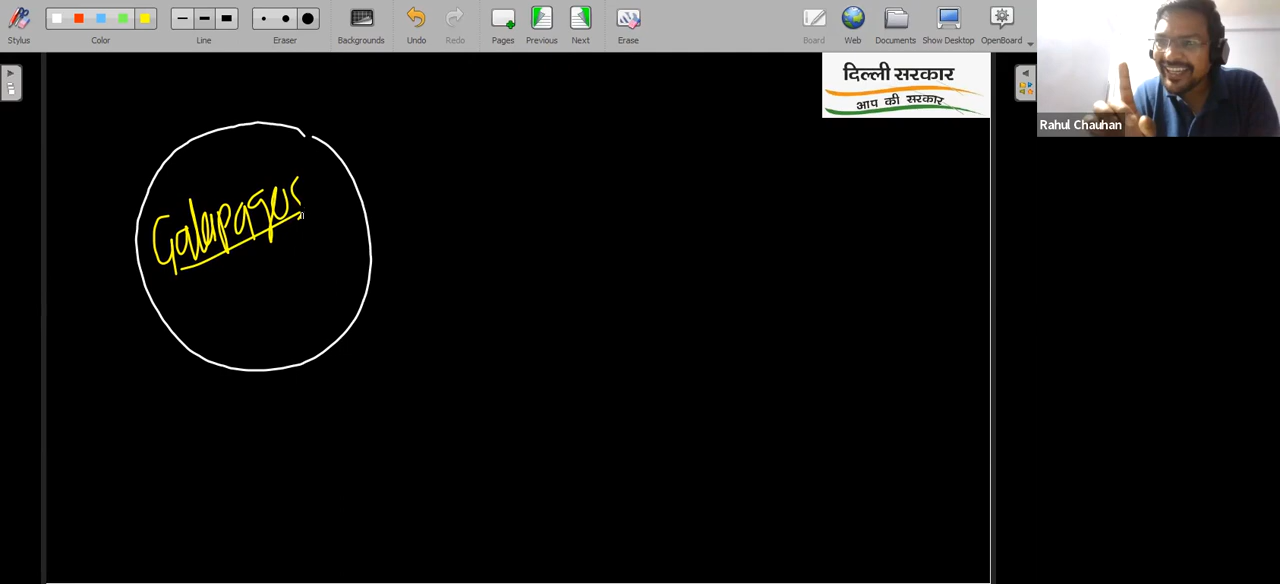 Stylus
Color
Line
Eraser
Backgrounds
Undo
Redo
Pages
Previous
Next
Erase
Board
Web
Documents
Show Desktop
OpenBoard
दिल्ली सरकार
आप की सरकार
Rahul Chauhan
Galapagos